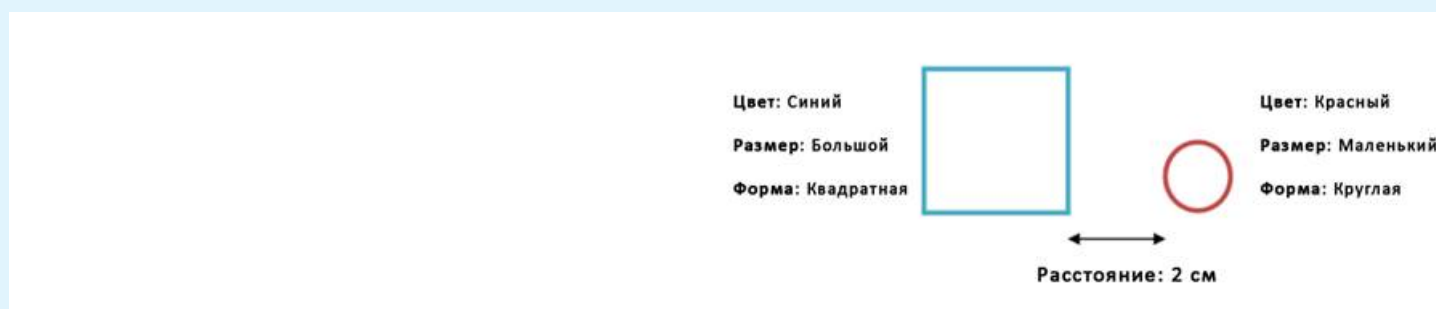 Цвет: Синий
Размер: Большой
Форма: Квадратная
Цвет: Красный
Размер: Маленький
Форма: Круглая
Расстояние: 2 см